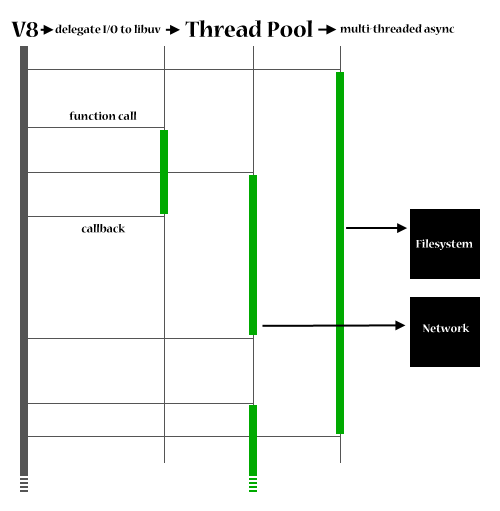 V8 delegate I/O to libuv Thread Pool multi-threaded async
function call
callback
Filesystem
Network